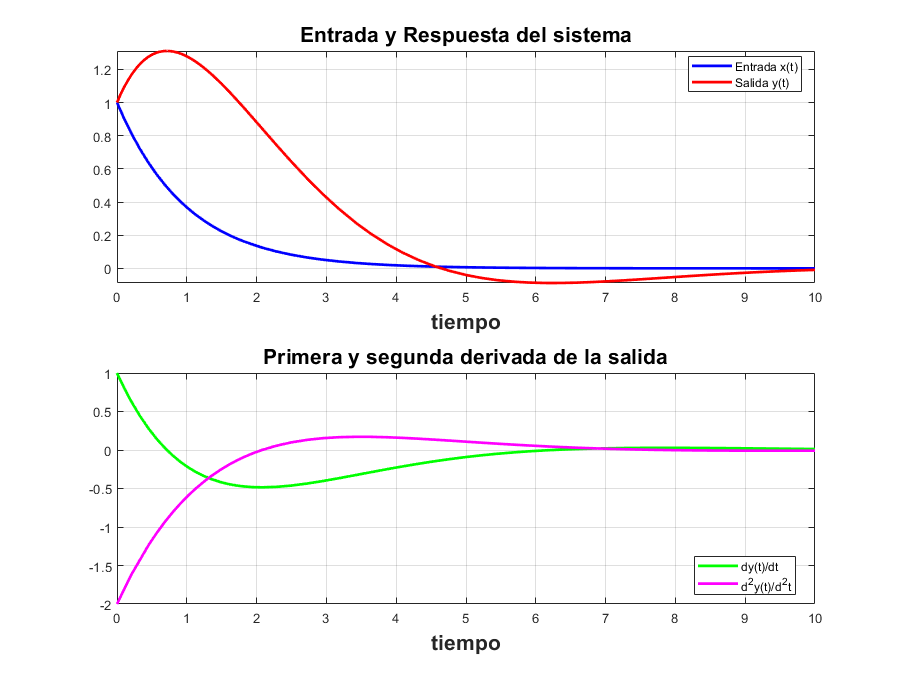 Entrada y Respuesta del sistema
1.2
1
0.8
0.6
0.4
0.2
0
Entrada x(t)
Salida y(t)
0 1 2 3 4 5 6 7 8 9 10
tiempo
Primera y segunda derivada de la salida
1
0.5
0
-0.5
-1
-1.5
-2
dy(t)/dt
d²y(t)/d²t
0 1 2 3 4 5 6 7 8 9 10
tiempo